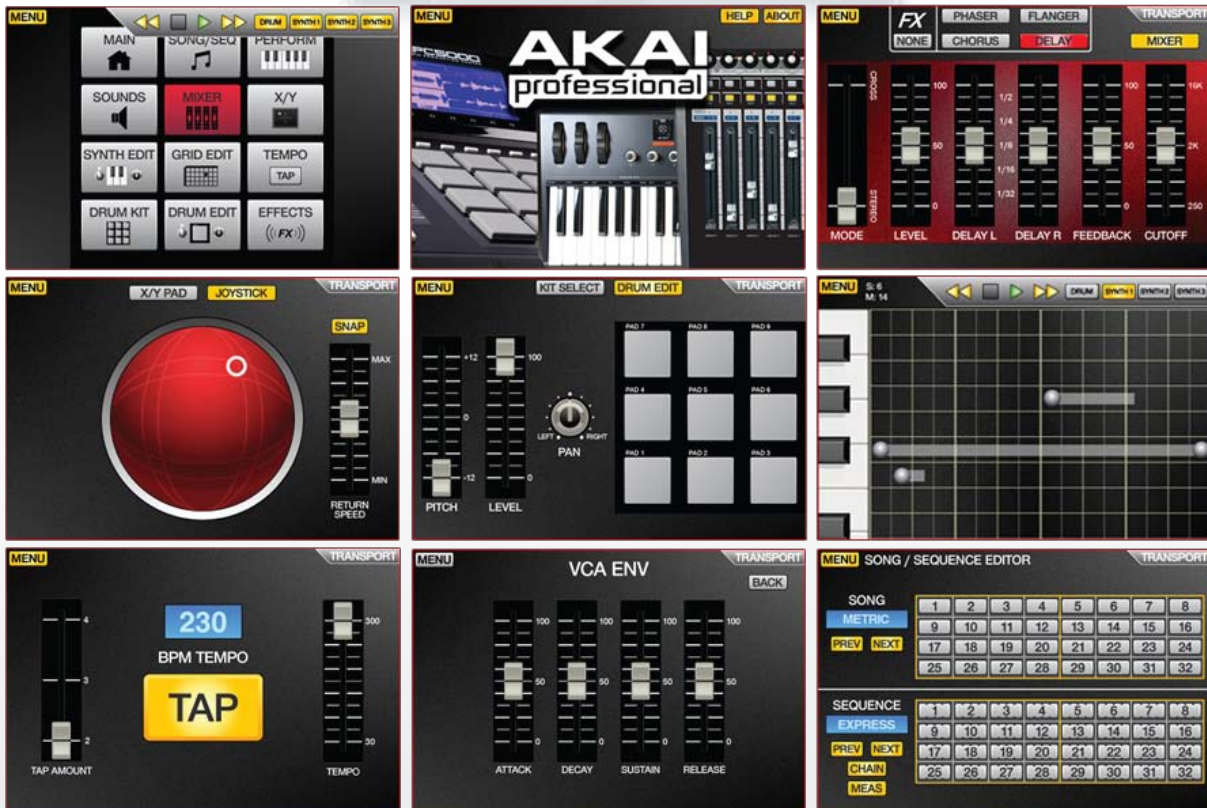 MENU
DRUM SYNTH 1 SYNTH 2 SYNTH 3
MAIN SONG/SEQ PERFORM
SOUNDS MIXER X/Y
SYNTH EDIT GRID EDIT TEMPO
TAP
DRUM KIT DRUM EDIT EFFECTS
((FX))
MENU HELP ABOUT
AKAI
professional
MENU FX PHASER FLANGER TRANSPORT
NONE CHORUS DELAY MIXER
CROSS 100 1/2 100 16K
1/4
50 1/8 50 2K
1/16
STEREO 0 1/32 0 250
MODE LEVEL DELAY L DELAY R FEEDBACK CUTOFF
MENU X/Y PAD JOYSTICK TRANSPORT
SNAP
MAX
MIN
RETURN
SPEED
MENU KIT SELECT DRUM EDIT TRANSPORT
PAD 7 PAD 8 PAD 9
+12 100
PAD 4 PAD 5 PAD 6
0
LEFT RIGHT
PAN
PAD 1 PAD 2 PAD 3
-12 0
PITCH LEVEL
MENU S: 6
M: 14
DRUM SYNTH 1 SYNTH 2 SYNTH 3
MENU TRANSPORT
4 230 300
BPM TEMPO
3 TAP
2 30
TAP AMOUNT TEMPO
MENU VCA ENV TRANSPORT
BACK
100 100
50 50
0 0
ATTACK DECAY SUSTAIN RELEASE
MENU SONG / SEQUENCE EDITOR TRANSPORT
SONG 1 2 3 4 5 6 7 8
METRIC 9 10 11 12 13 14 15 16
PREV NEXT 17 18 19 20 21 22 23 24
25 26 27 28 29 30 31 32
SEQUENCE 1 2 3 4 5 6 7 8
EXPRESS 9 10 11 12 13 14 15 16
PREV NEXT 17 18 19 20 21 22 23 24
CHAIN 25 26 27 28 29 30 31 32
MEAS